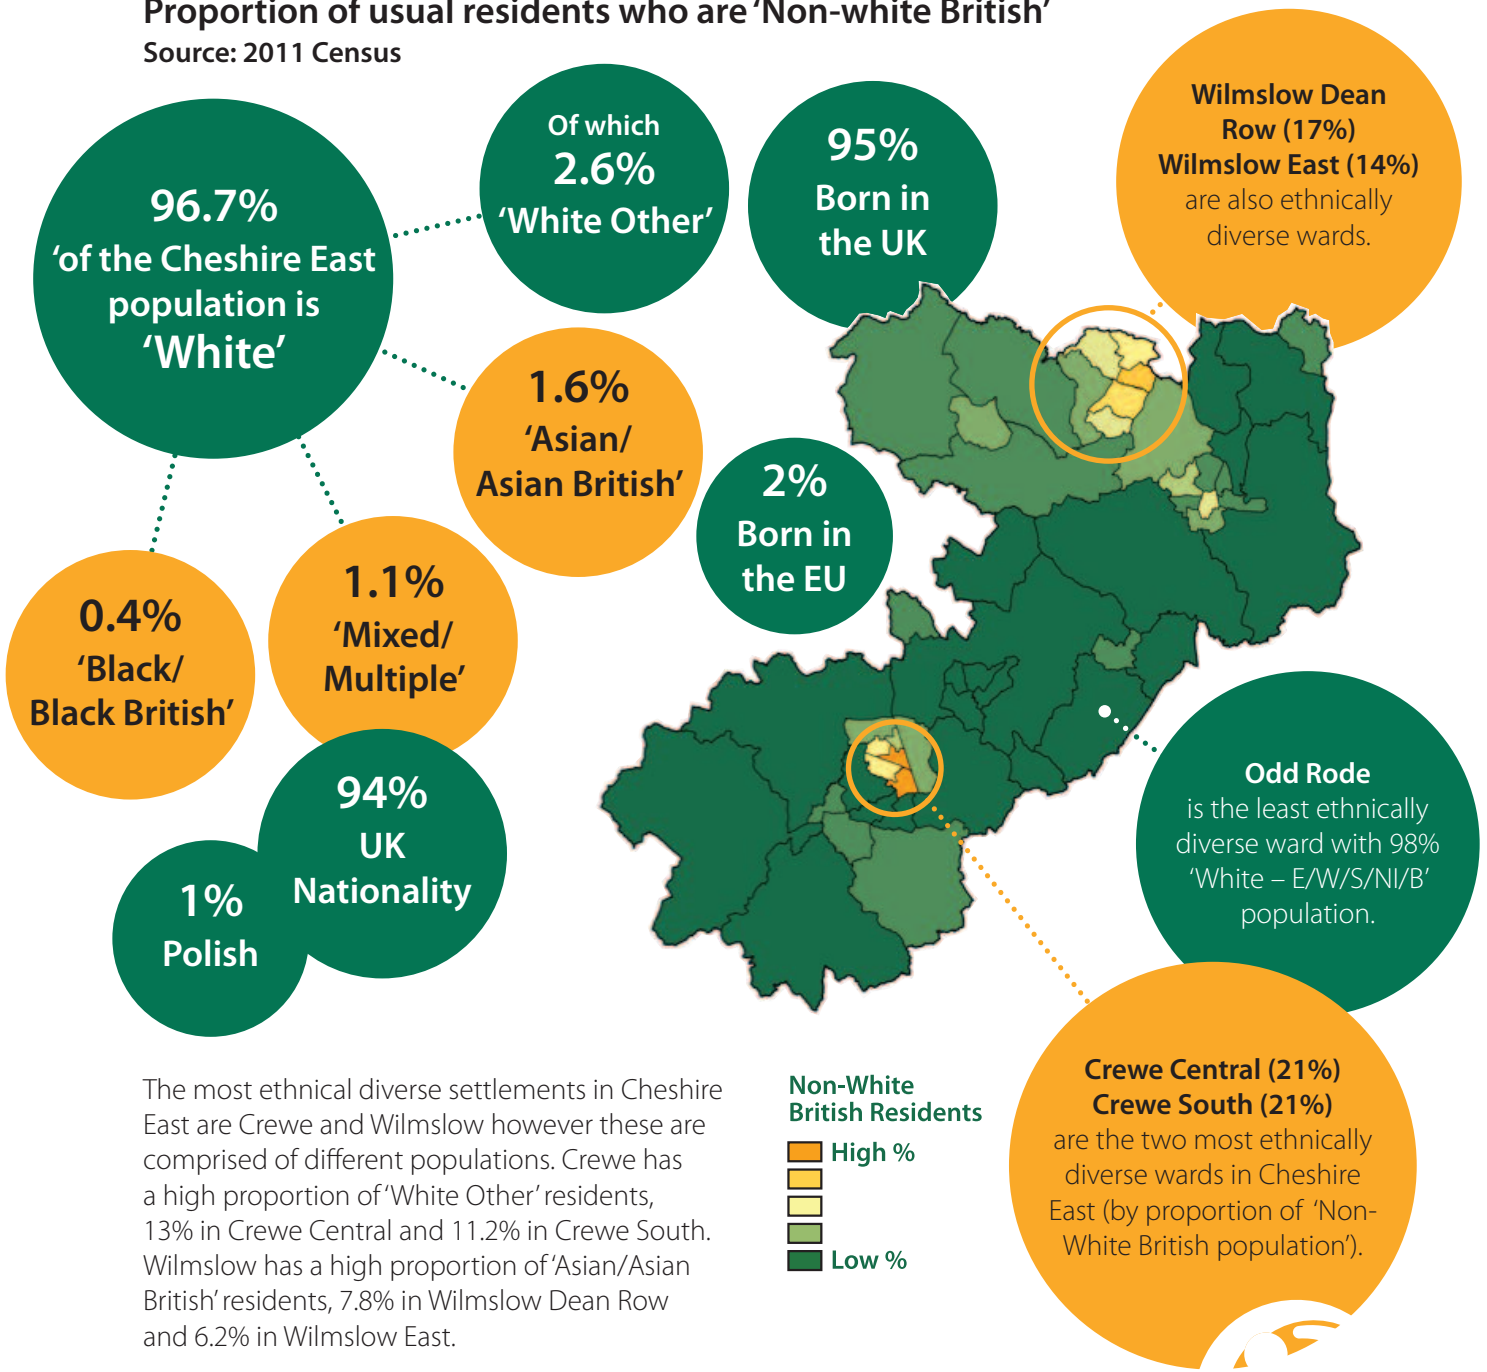 Proportion of usual residents who are ‘Non-white British’
Source: 2011 Census
96.7%
‘of the Cheshire East
population is
‘White’
Of which
2.6%
‘White Other’
95%
Born in
the UK
Wilmslow Dean
Row (17%)
Wilmslow East (14%)
are also ethnically
diverse wards.
1.6%
‘Asian/
Asian British’
2%
Born in
the EU
0.4%
‘Black/
Black British’
1.1%
‘Mixed/
Multiple’
94%
UK
Nationality
1%
Polish
Odd Rode
is the least ethnically
diverse ward with 98%
‘White – E/W/S/NI/B’
population.
Crewe Central (21%)
Crewe South (21%)
are the two most ethnically
diverse wards in Cheshire
East (by proportion of ‘Non-
White British population’).
The most ethnical diverse settlements in Cheshire
East are Crewe and Wilmslow however these are
comprised of different populations. Crewe has
a high proportion of ‘White Other’ residents,
13% in Crewe Central and 11.2% in Crewe South.
Wilmslow has a high proportion of ‘Asian/Asian
British’ residents, 7.8% in Wilmslow Dean Row
and 6.2% in Wilmslow East.
Non-White
British Residents
High %
Low %